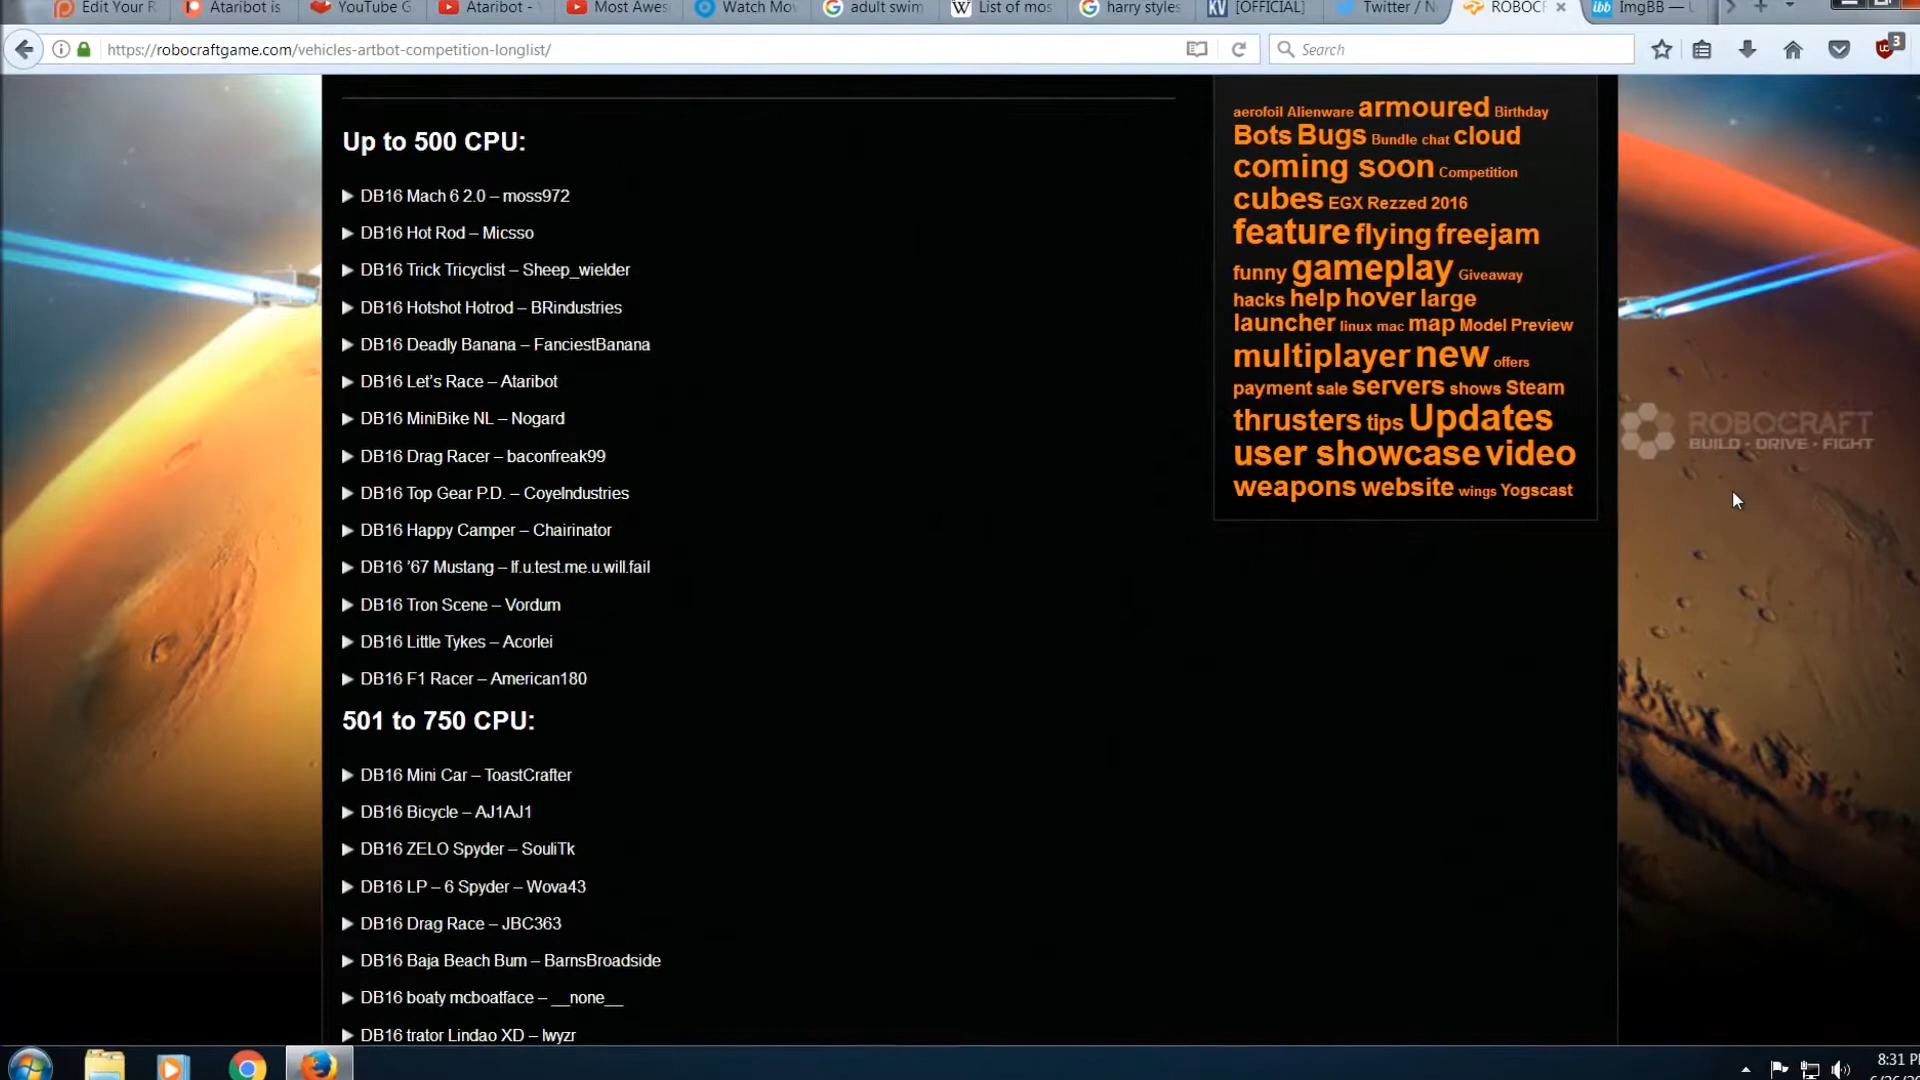 Edit Your R
Ataribot is
YouTube G
Ataribot -
Most Awes
Watch Mov
adult swim
List of mos
harry styles
[OFFICIAL]
Twitter / N
ROBOCF
ImgBB —
https://robocraftgame.com/vehicles-artbot-competition-longlist/
Search
3
Up to 500 CPU:
DB16 Mach 6 2.0 – moss972
DB16 Hot Rod – Micsso
DB16 Trick Tricyclist – Sheep_wielder
DB16 Hotshot Hotrod – BRindustries
DB16 Deadly Banana – FanciestBanana
DB16 Let's Race – Ataribot
DB16 MiniBike NL – Nogard
DB16 Drag Racer – baconfreak99
DB16 Top Gear P.D. – CoyeIndustries
DB16 Happy Camper – Chairinator
DB16 '67 Mustang – If.u.test.me.u.will.fail
DB16 Tron Scene – Vordum
DB16 Little Tykes – Acorlei
DB16 F1 Racer – American180
501 to 750 CPU:
DB16 Mini Car – ToastCrafter
DB16 Bicycle – AJ1AJ1
DB16 ZELO Spyder – SouliTk
DB16 LP – 6 Spyder – Wova43
DB16 Drag Race – JBC363
DB16 Baja Beach Bum – BarnsBroadside
DB16 boaty mcboatface – __none__
DB16 trator Lindao XD – lwyzr
aerofoil Alienware armoured Birthday
Bots Bugs Bundle chat cloud
coming soon Competition
cubes EGX Rezzed 2016
feature flying freejam
funny gameplay Giveaway
hacks help hover large
launcher linux mac map Model Preview
multiplayer new offers
payment sale servers shows Steam
thrusters tips Updates
user showcase video
weapons website wings Yogscast
ROBOCRAFT
BUILD • DRIVE • FIGHT
8:31 P